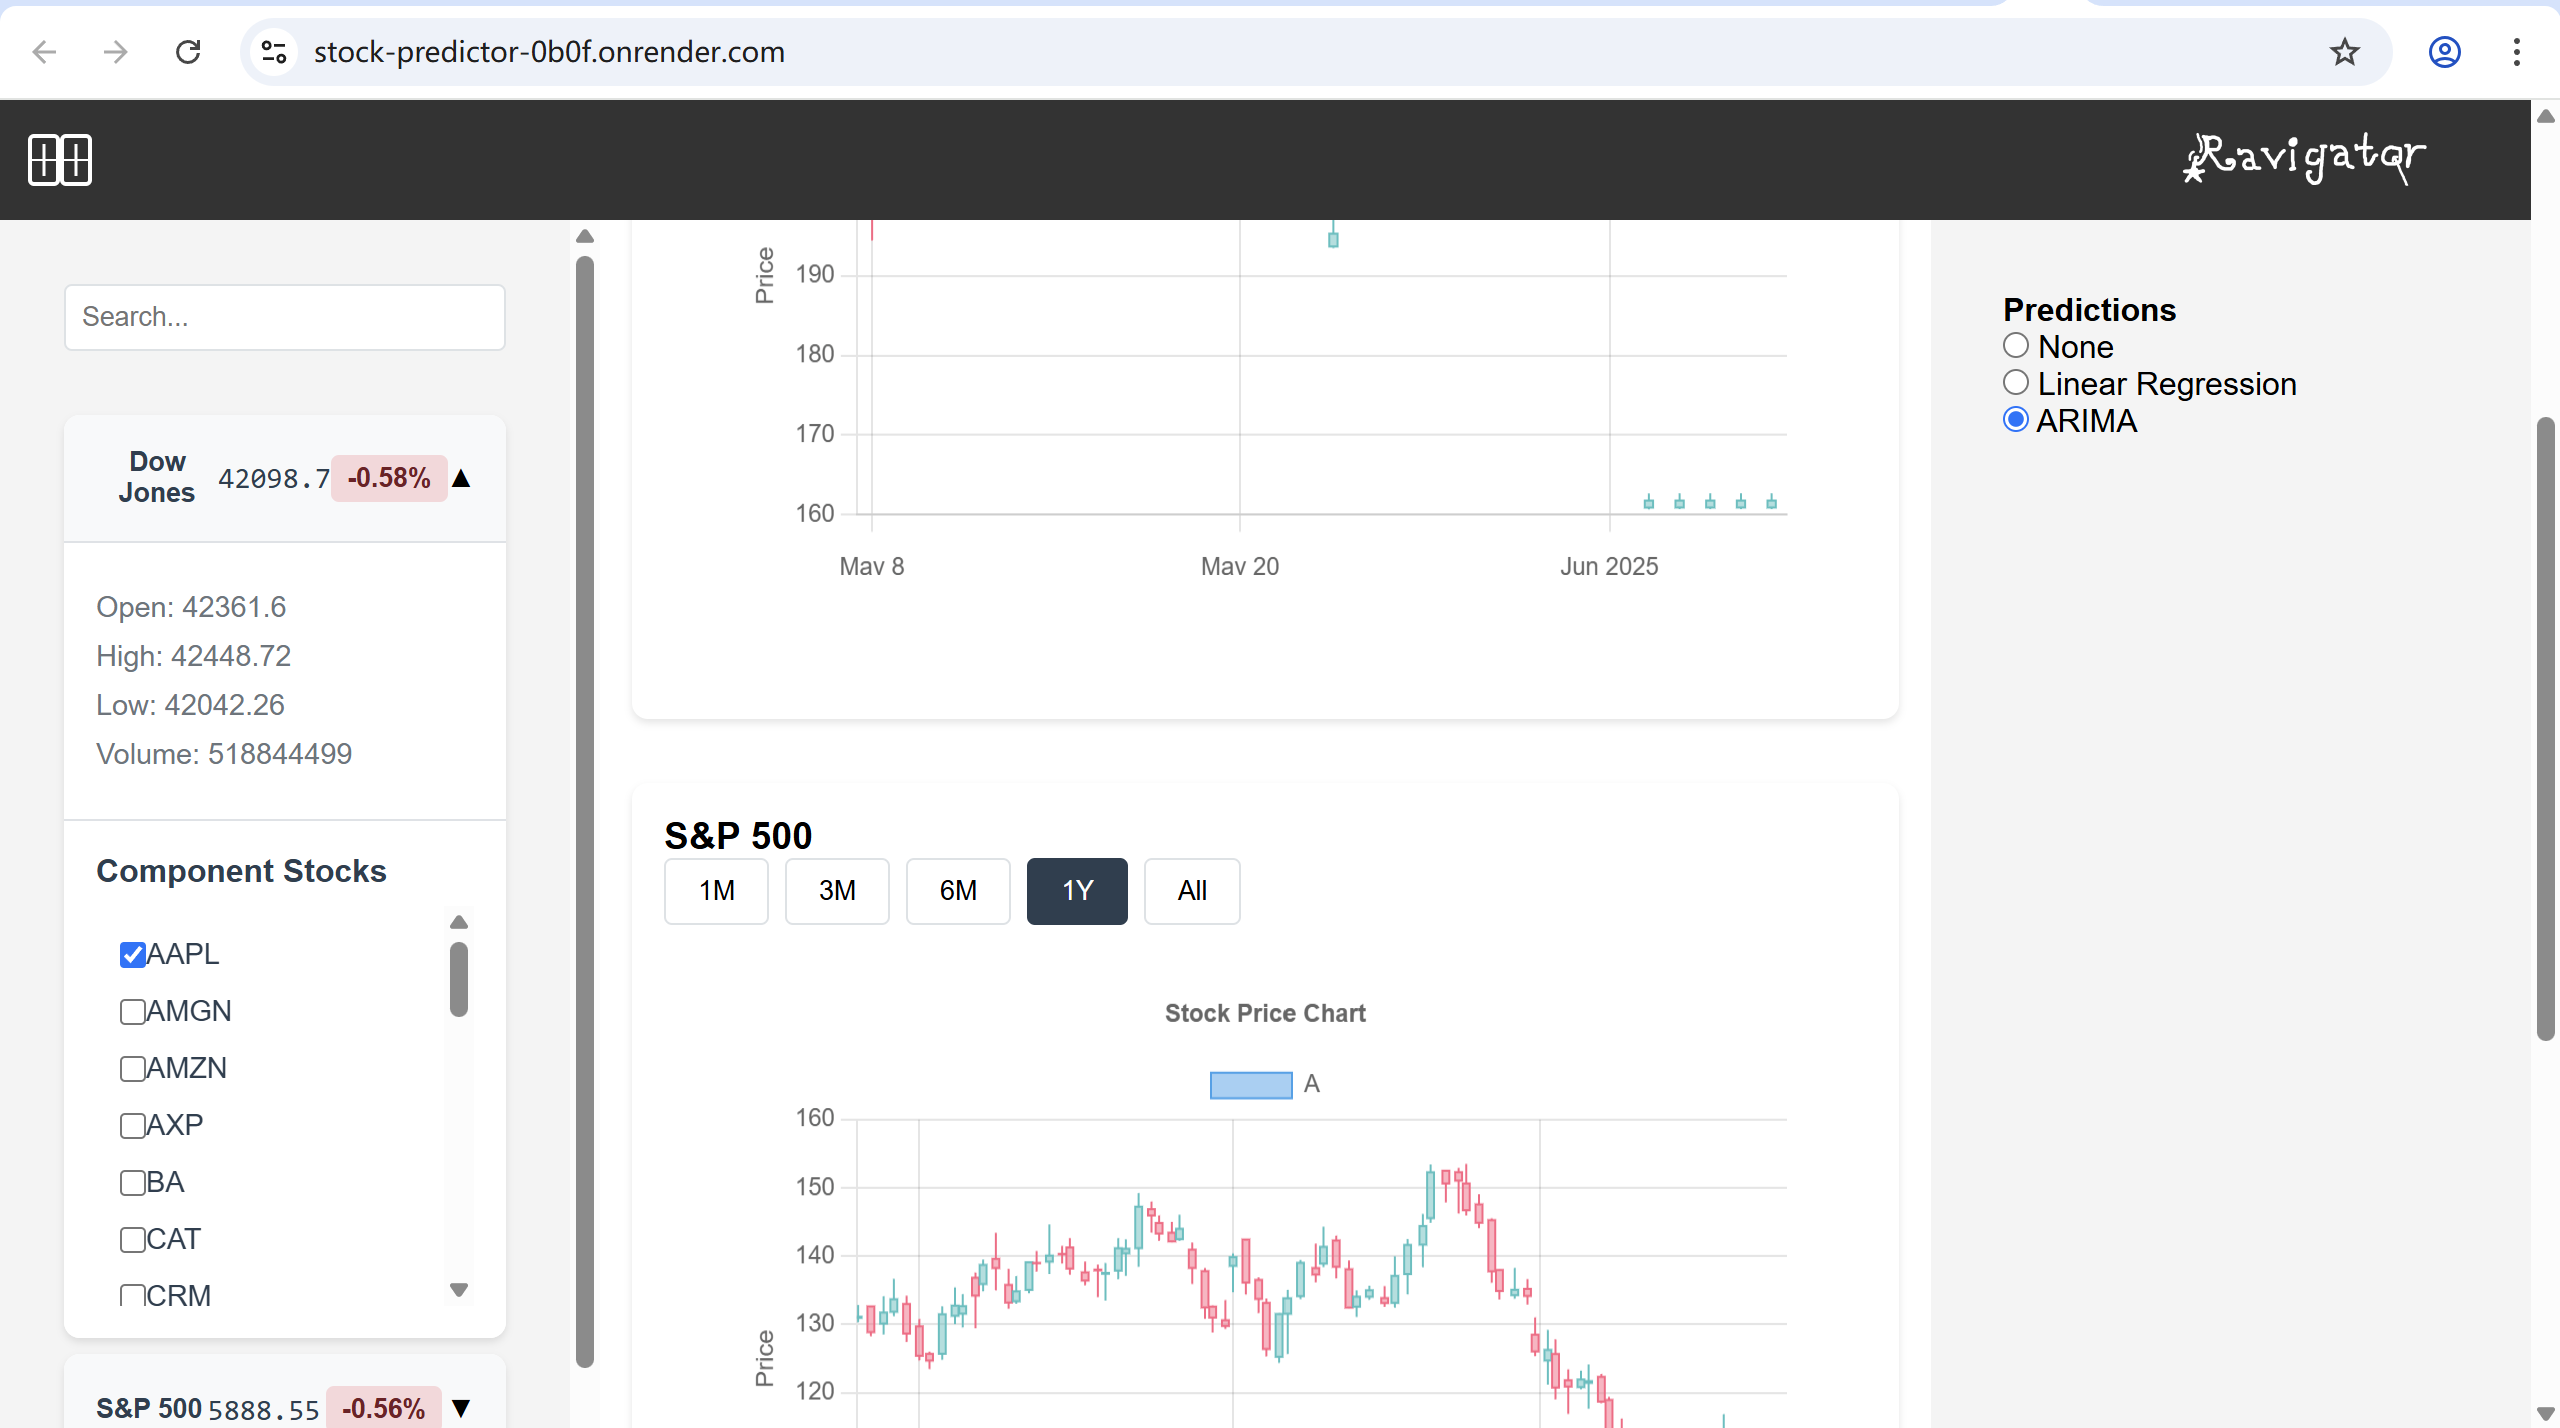 stock-predictor-0b0f.onrender.com
Ravigator
Search...
Dow Jones 42098.7 -0.58% ▲
Open: 42361.6
High: 42448.72
Low: 42042.26
Volume: 518844499
Component Stocks
AAPL
AMGN
AMZN
AXP
BA
CAT
CRM
S&P 500 5888.55 -0.56% ▼
Price
190
180
170
160
May 8
May 20
Jun 2025
S&P 500
1M 3M 6M 1Y All
Stock Price Chart
A
160
150
140
130
120
Price
Predictions
None
Linear Regression
ARIMA